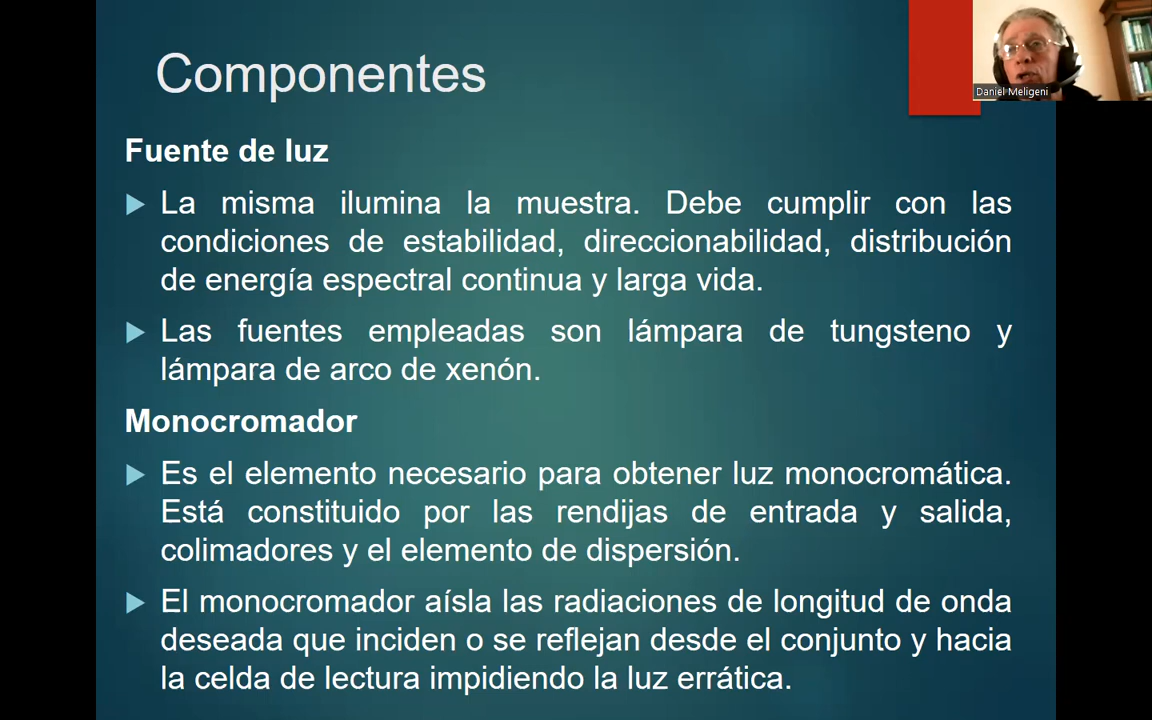 Componentes
Daniel Meligeni
Fuente de luz
La misma ilumina la muestra. Debe cumplir con las
condiciones de estabilidad, direccionabilidad, distribución
de energía espectral continua y larga vida.
Las fuentes empleadas son lámpara de tungsteno y
lámpara de arco de xenón.
Monocromador
Es el elemento necesario para obtener luz monocromática.
Está constituido por las rendijas de entrada y salida,
colimadores y el elemento de dispersión.
El monocromador aísla las radiaciones de longitud de onda
deseada que inciden o se reflejan desde el conjunto y hacia
la celda de lectura impidiendo la luz errática.